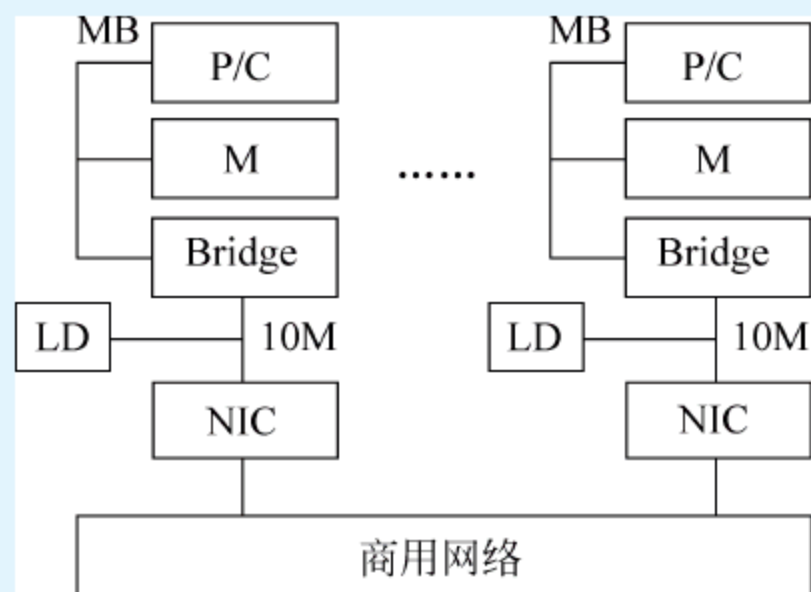 MB
P/C
MB
P/C
M
……
M
Bridge
Bridge
LD
10M
LD
10M
NIC
NIC
商用网络